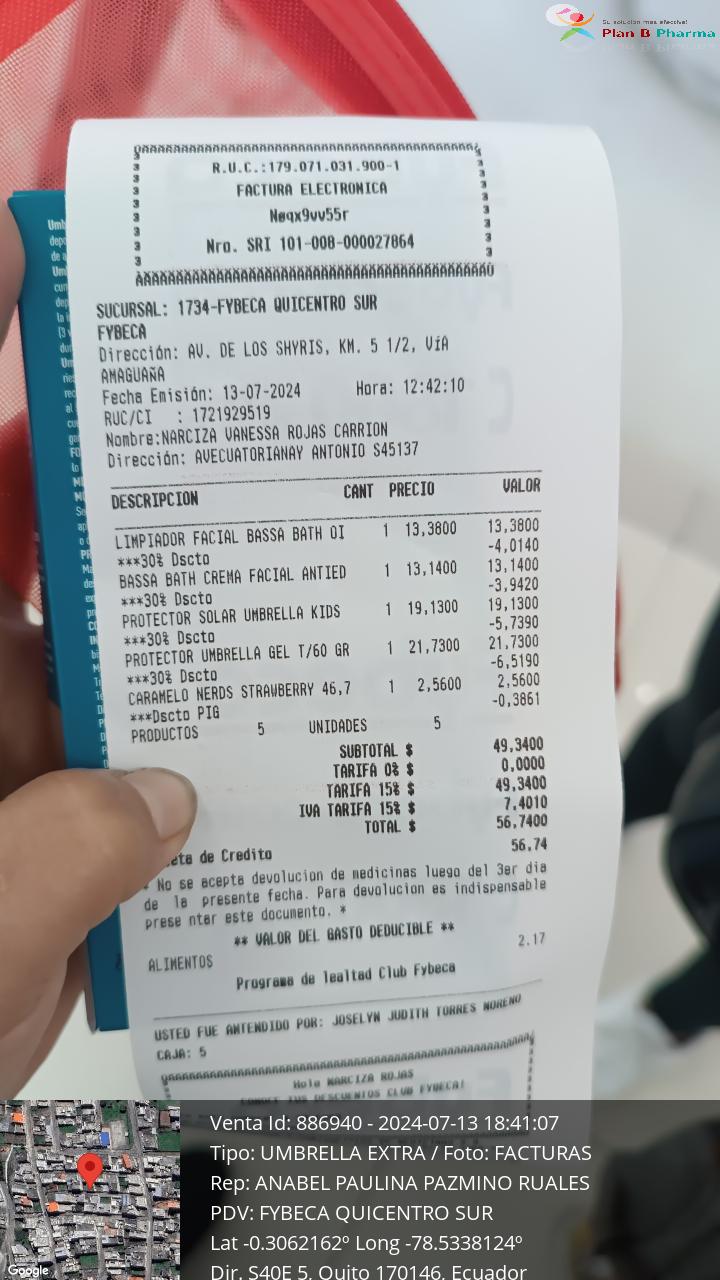 Su solución mas efectiva!
Plan B Pharma
R.U.C.:179.071.031.900-1
FACTURA ELECTRONICA
Nøqx9vv55r
Nro. SRI 101-008-000027864
SUCURSAL: 1734-FYBECA QUICENTRO SUR
FYBECA
Dirección: AV. DE LOS SHYRIS, KM. 5 1/2, VíA
AMAGUAñA
Fecha Emisión: 13-07-2024 Hora: 12:42:10
RUC/CI : 1721929519
Nombre:NARCIZA VANESSA ROJAS CARRION
Dirección: AVECUATORIANAY ANTONIO S45137
DESCRIPCION CANT PRECIO VALOR
LIMPIADOR FACIAL BASSA BATH OI 1 13,3800 13,3800
***30% Dscto -4,0140
BASSA BATH CREMA FACIAL ANTIED 1 13,1400 13,1400
***30% Dscto -3,9420
PROTECTOR SOLAR UMBRELLA KIDS 1 19,1300 19,1300
***30% Dscto -5,7390
PROTECTOR UMBRELLA GEL T/60 GR 1 21,7300 21,7300
***30% Dscto -6,5190
CARAMELO NERDS STRAWBERRY 46,7 1 2,5600 2,5600
***Dscto PIG -0,3861
PRODUCTOS 5 UNIDADES 5
SUBTOTAL $ 49,3400
TARIFA 0% $ 0,0000
TARIFA 15% $ 49,3400
IVA TARIFA 15% $ 7,4010
TOTAL $ 56,7400
eta de Credito 56,74
* No se acepta devolucion de medicinas luego del 3er dia
de la presente fecha. Para devolucion es indispensable
prese ntar este documento. *
** VALOR DEL GASTO DEDUCIBLE **
ALIMENTOS 2.17
Programa de lealtad Club Fybeca
USTED FUE ANTENDIDO POR: JOSELYN JUDITH TORRES MORENO
CAJA: 5
Hola NARCIZA ROJAS
CONOCE TUS DESCUENTOS CLUB FYBECA!
Venta Id: 886940 - 2024-07-13 18:41:07
Tipo: UMBRELLA EXTRA / Foto: FACTURAS
Rep: ANABEL PAULINA PAZMINO RUALES
PDV: FYBECA QUICENTRO SUR
Lat -0.3062162º Long -78.5338124º
Dir. S40E 5, Quito 170146, Ecuador
Google